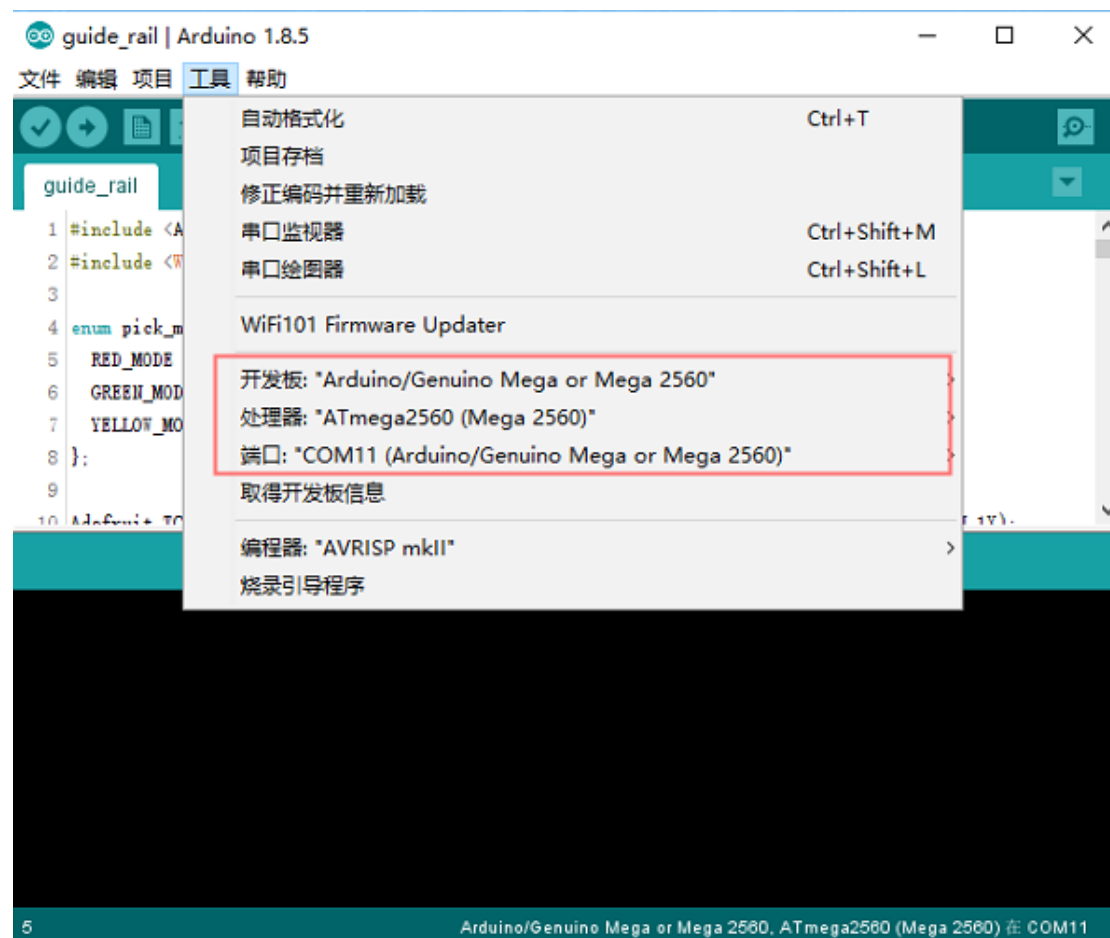 guide_rail | Arduino 1.8.5
文件 编辑 项目 工具 帮助
自动格式化 Ctrl+T
项目存档
修正编码并重新加载
串口监视器 Ctrl+Shift+M
串口绘图器 Ctrl+Shift+L
WiFi101 Firmware Updater
开发板: "Arduino/Genuino Mega or Mega 2560"
处理器: "ATmega2560 (Mega 2560)"
端口: "COM11 (Arduino/Genuino Mega or Mega 2560)"
取得开发板信息
编程器: "AVRISP mkII"
烧录引导程序
guide_rail
1 #include <A
2 #include <W
3
4 enum pick_m
5 RED_MODE
6 GREEN_MOD
7 YELLOW_MO
8 };
9
10
5 Arduino/Genuino Mega or Mega 2560, ATmega2560 (Mega 2560) 在 COM11